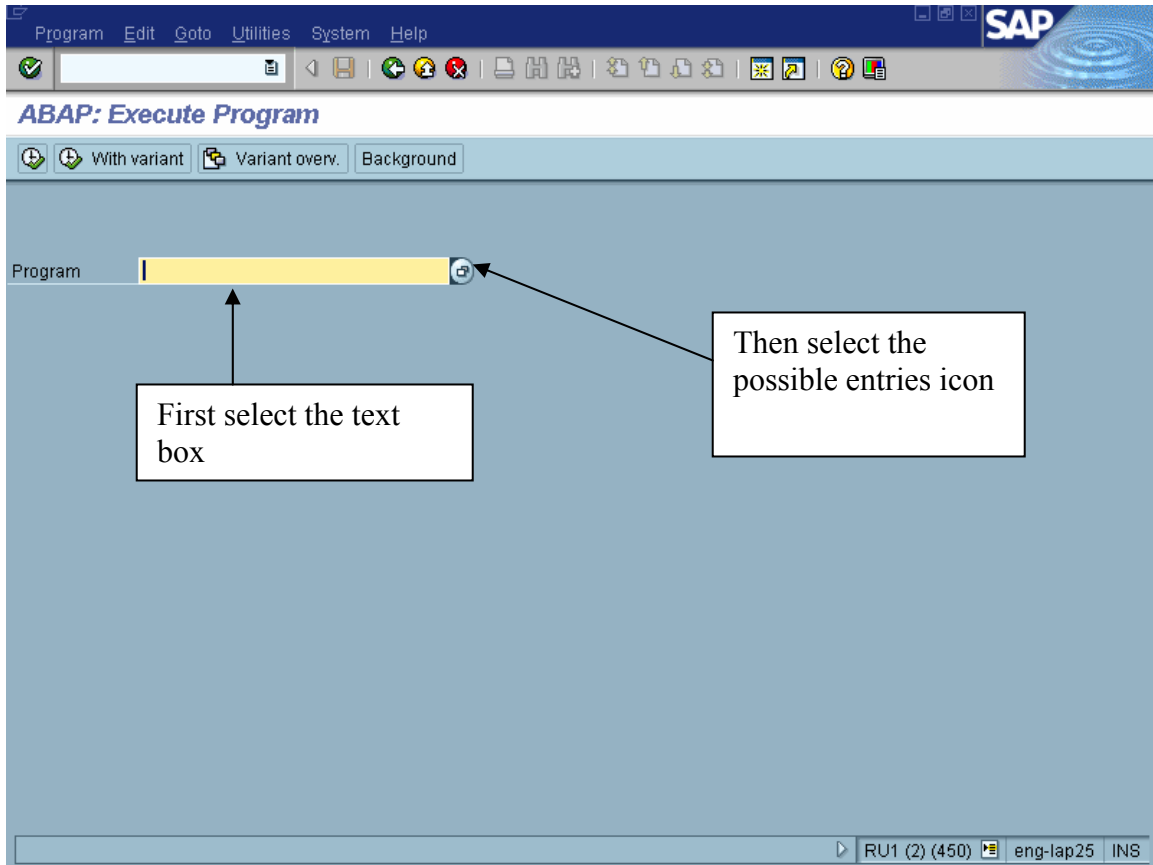 Program Edit Goto Utilities System Help
SAP
ABAP: Execute Program
With variant Variant overv. Background
Program
First select the text
box
Then select the
possible entries icon
RU1 (2) (450) eng-lap25 INS